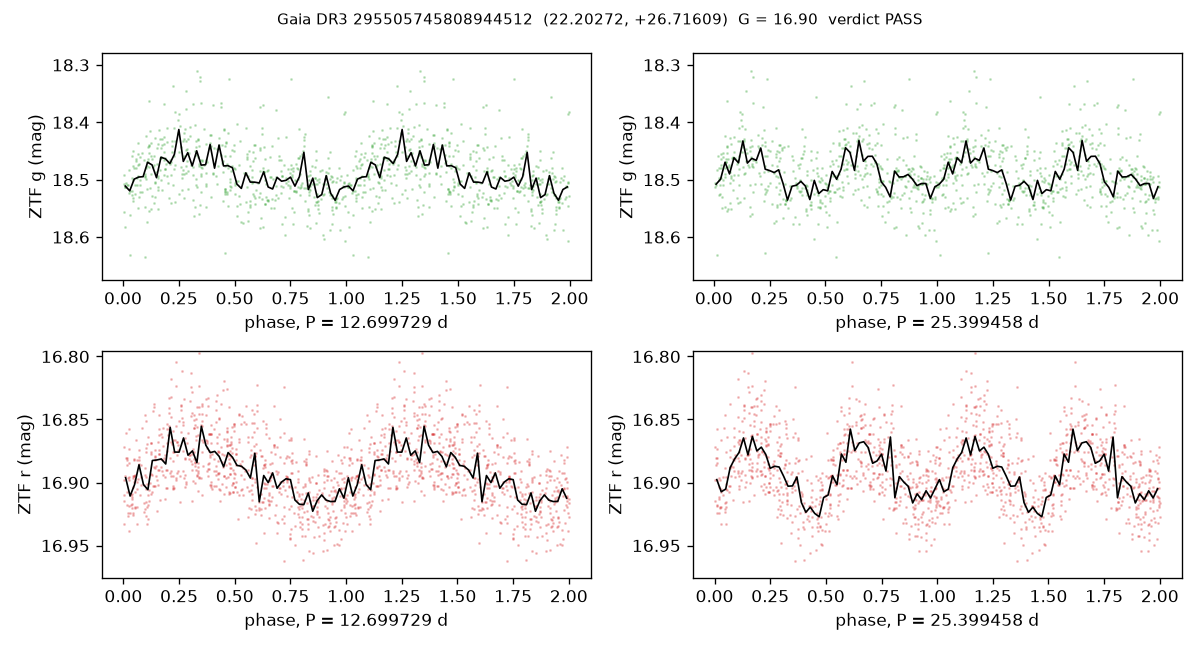 Gaia DR3 295505745808944512 (22.20272, +26.71609) G = 16.90 verdict PASS
ZTF g (mag)
18.3
18.4
18.5
18.6
0.00 0.25 0.50 0.75 1.00 1.25 1.50 1.75 2.00
phase, P = 12.699729 d
ZTF g (mag)
18.3
18.4
18.5
18.6
0.00 0.25 0.50 0.75 1.00 1.25 1.50 1.75 2.00
phase, P = 25.399458 d
ZTF r (mag)
16.80
16.85
16.90
16.95
0.00 0.25 0.50 0.75 1.00 1.25 1.50 1.75 2.00
phase, P = 12.699729 d
ZTF r (mag)
16.80
16.85
16.90
16.95
0.00 0.25 0.50 0.75 1.00 1.25 1.50 1.75 2.00
phase, P = 25.399458 d